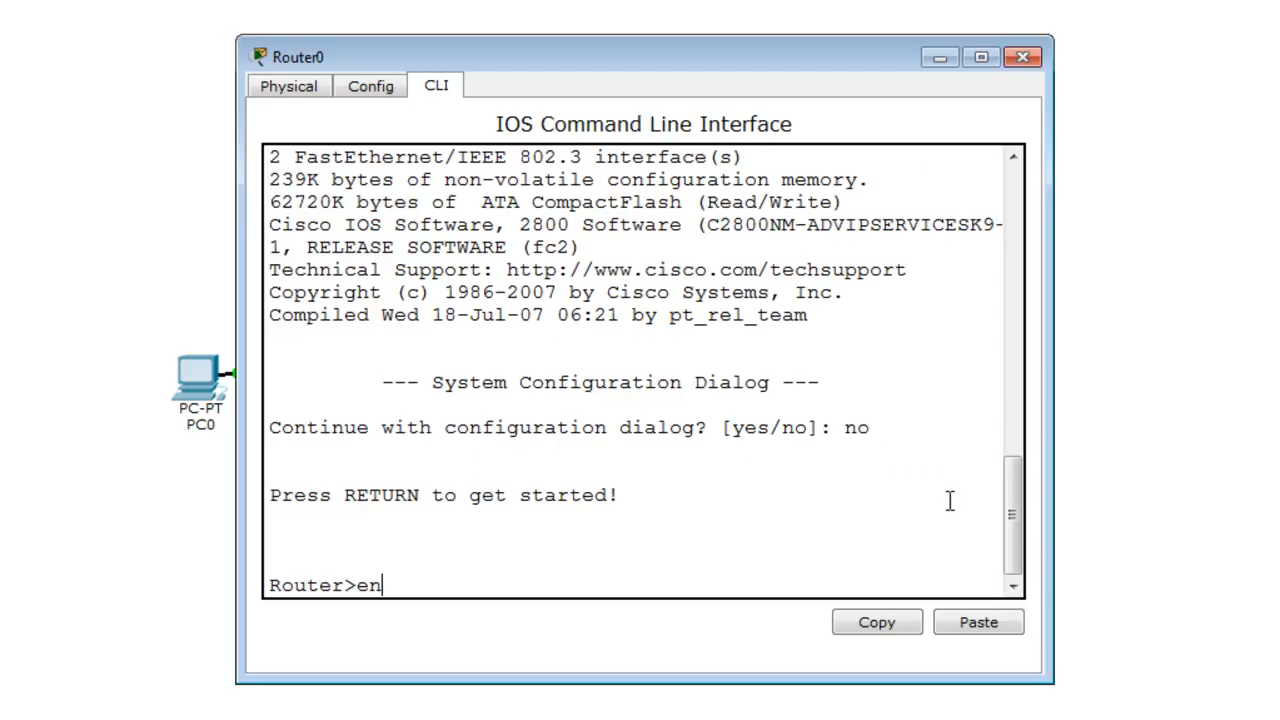 Router0
Physical Config CLI
IOS Command Line Interface
2 FastEthernet/IEEE 802.3 interface(s)
239K bytes of non-volatile configuration memory.
62720K bytes of  ATA CompactFlash (Read/Write)
Cisco IOS Software, 2800 Software (C2800NM-ADVIPSERVICESK9-
1, RELEASE SOFTWARE (fc2)
Technical Support: http://www.cisco.com/techsupport
Copyright (c) 1986-2007 by Cisco Systems, Inc.
Compiled Wed 18-Jul-07 06:21 by pt_rel_team
--- System Configuration Dialog ---
Continue with configuration dialog? [yes/no]: no
Press RETURN to get started!
Router>en
Copy Paste
PC-PT
PC0